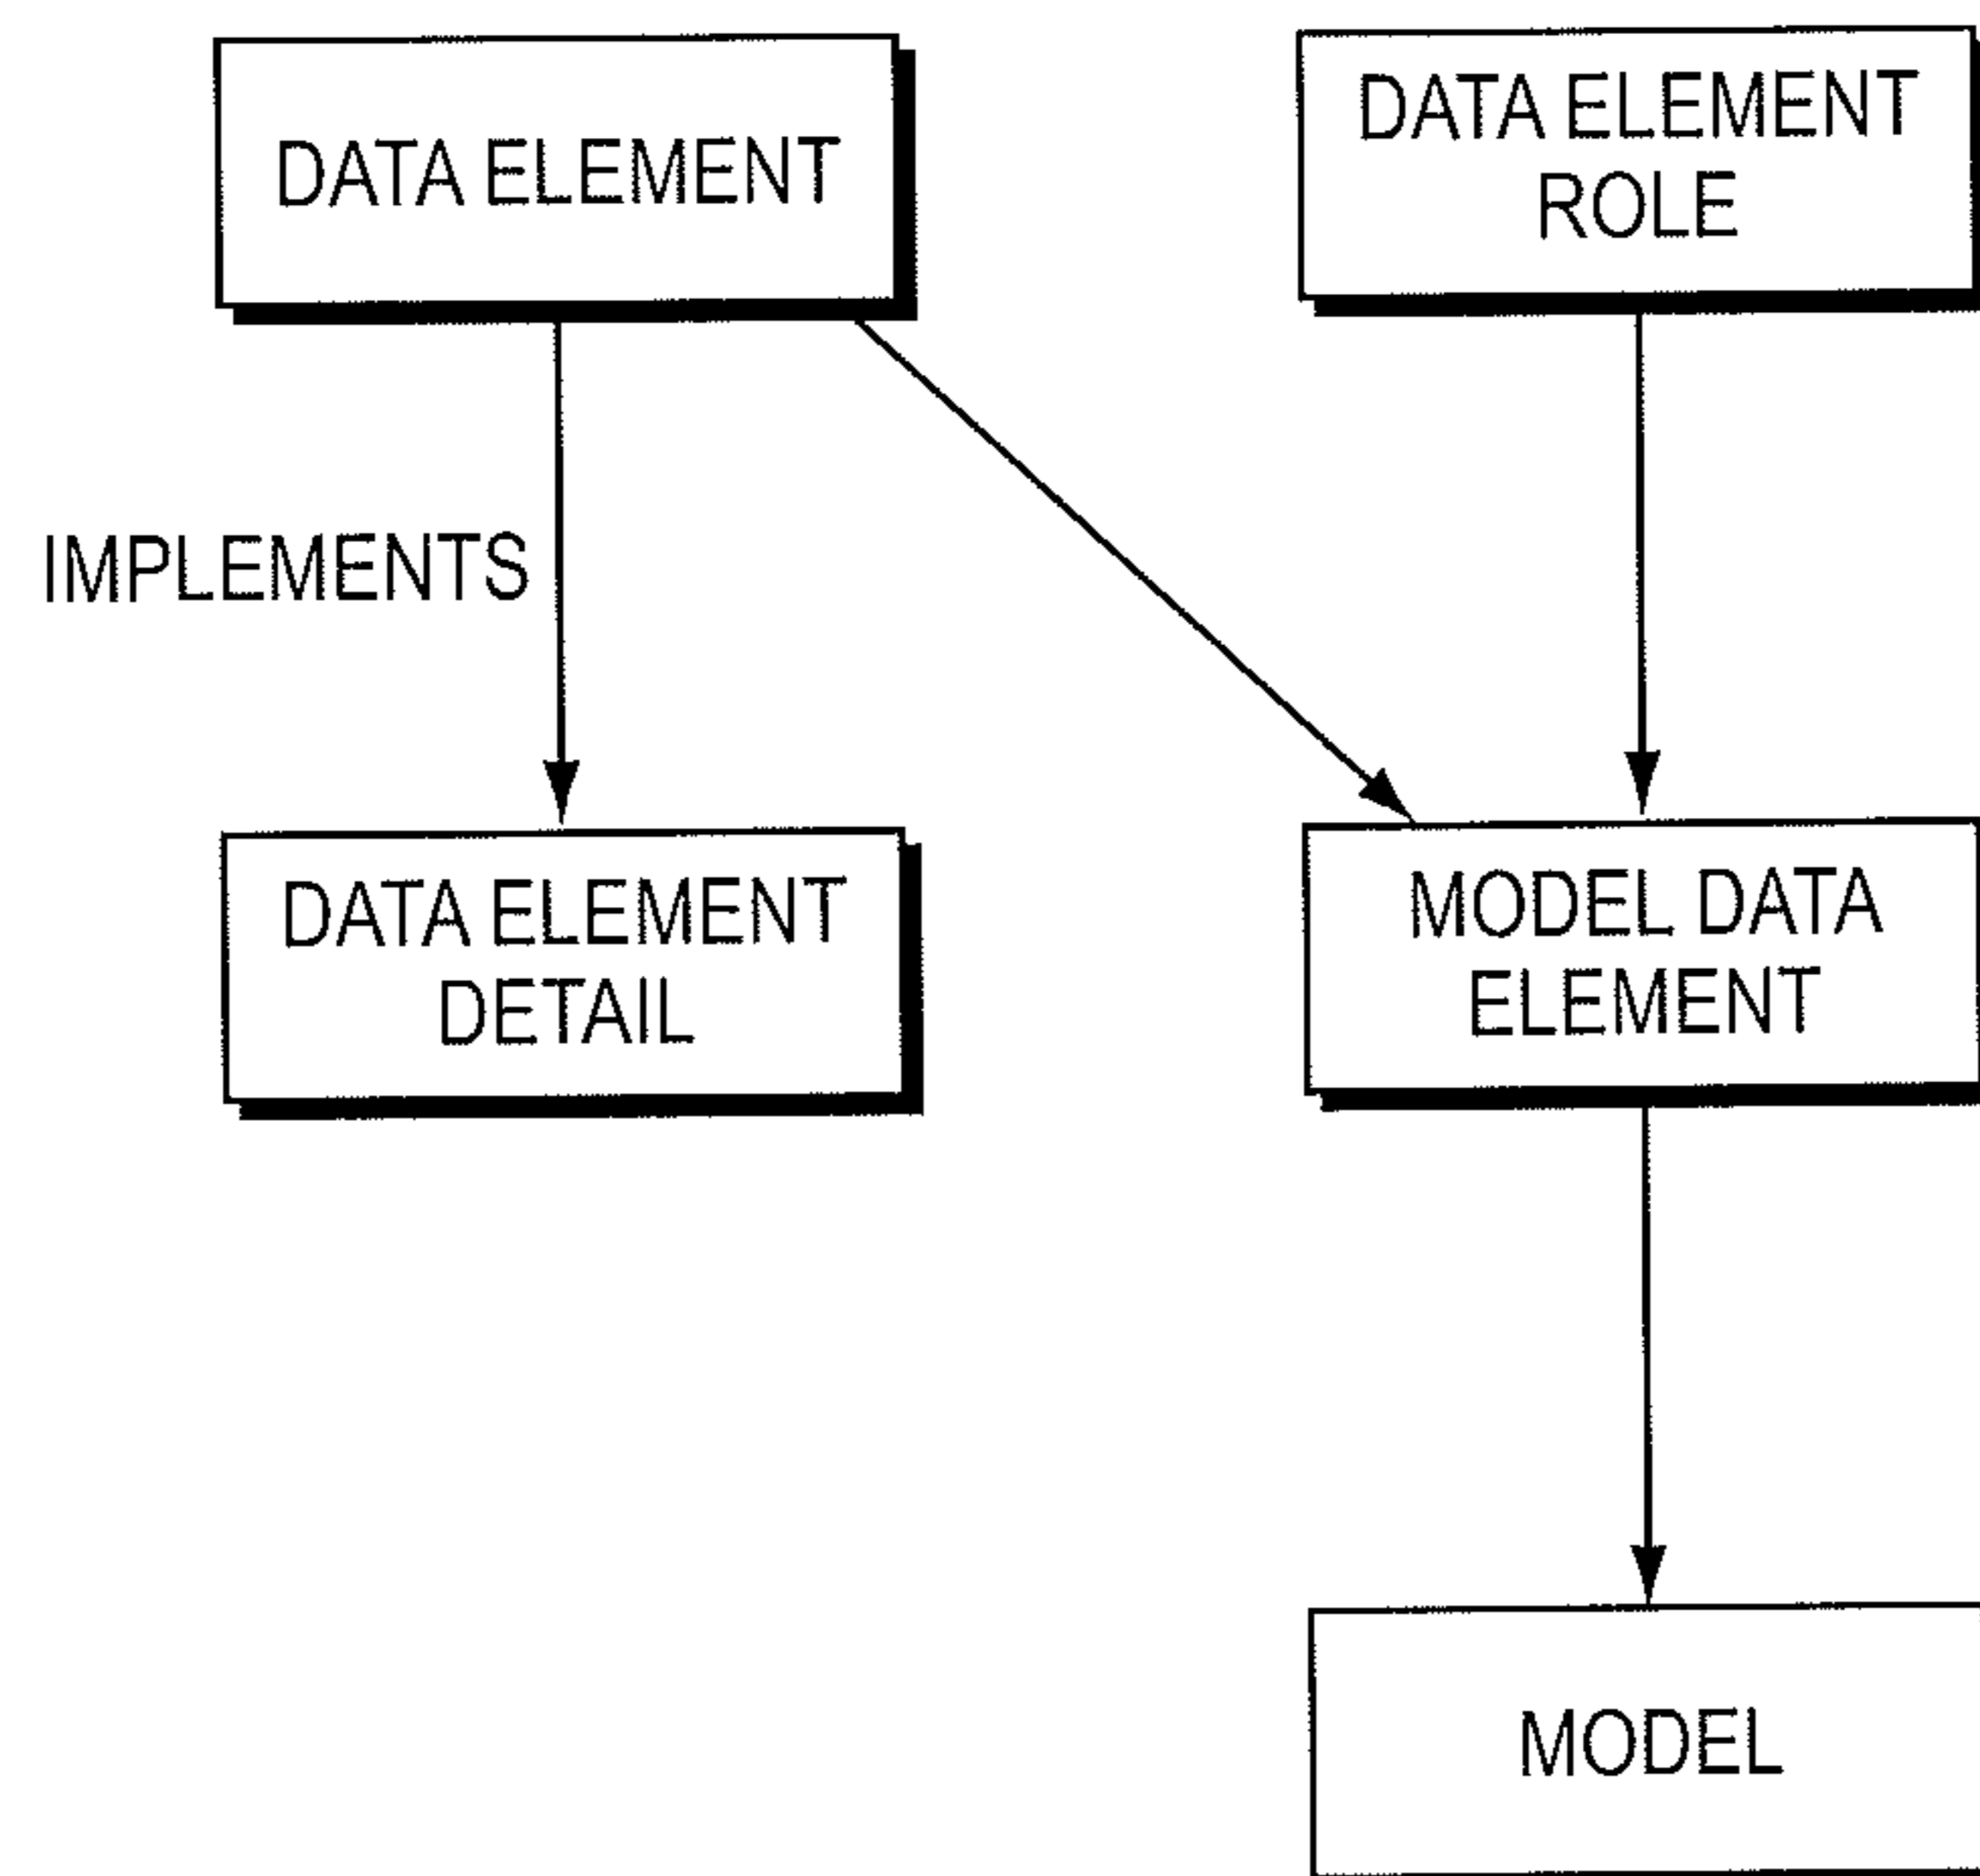 DATA ELEMENT
DATA ELEMENT
ROLE
IMPLEMENTS
DATA ELEMENT
DETAIL
MODEL DATA
ELEMENT
MODEL